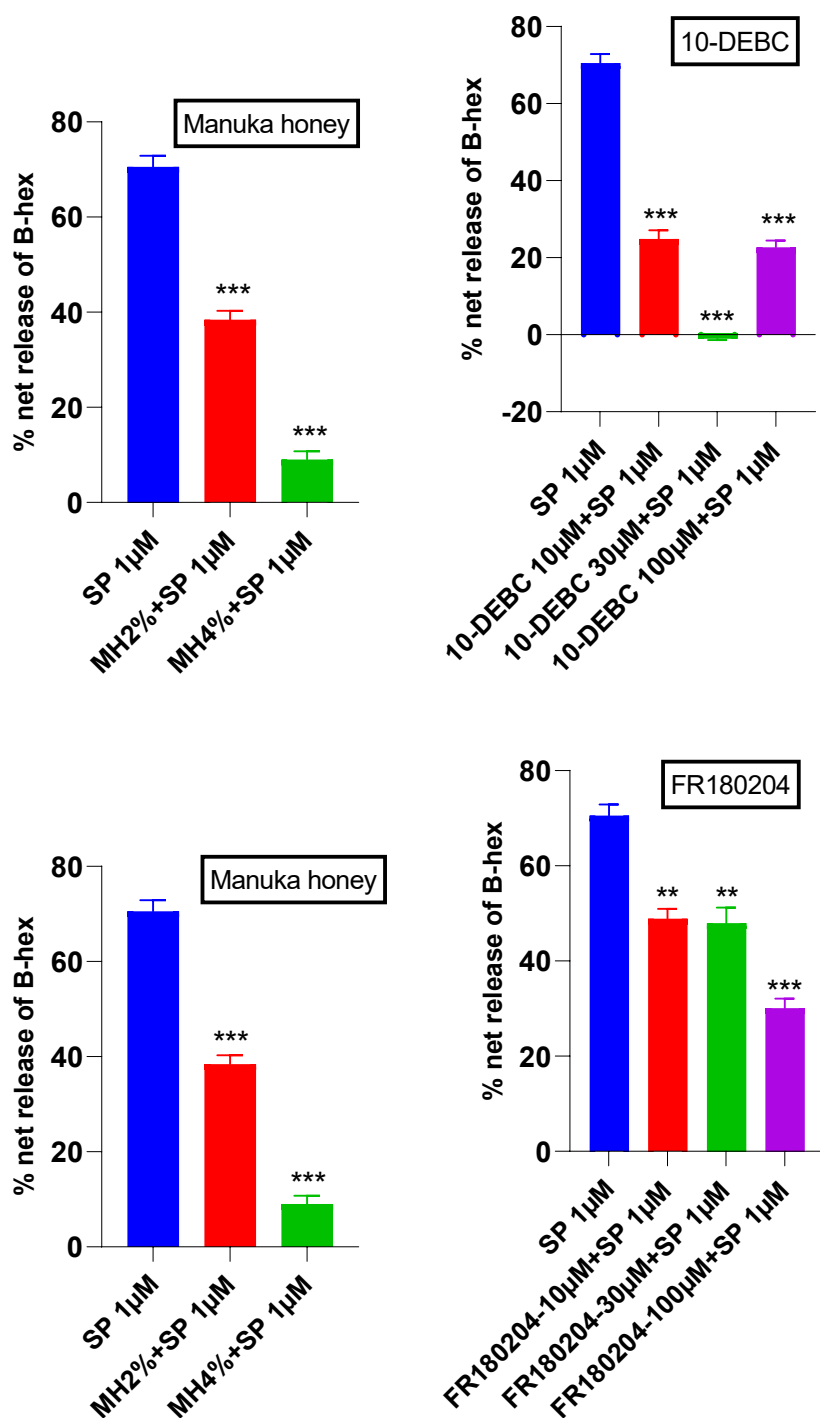 Manuka honey
% net release of B-hex
80
60
40
20
0
***
***
SP 1µM
MH2%+SP 1µM
MH4%+SP 1µM
10-DEBC
% net release of B-hex
80
60
40
20
0
-20
***
***
***
SP 1µM
10-DEBC 10µM+SP 1µM
10-DEBC 30µM+SP 1µM
10-DEBC 100µM+SP 1µM
Manuka honey
% net release of B-hex
80
60
40
20
0
***
***
SP 1µM
MH2%+SP 1µM
MH4%+SP 1µM
FR180204
% net release of B-hex
80
60
40
20
0
**
**
***
SP 1µM
FR180204-10µM+SP 1µM
FR180204-30µM+SP 1µM
FR180204-100µM+SP 1µM